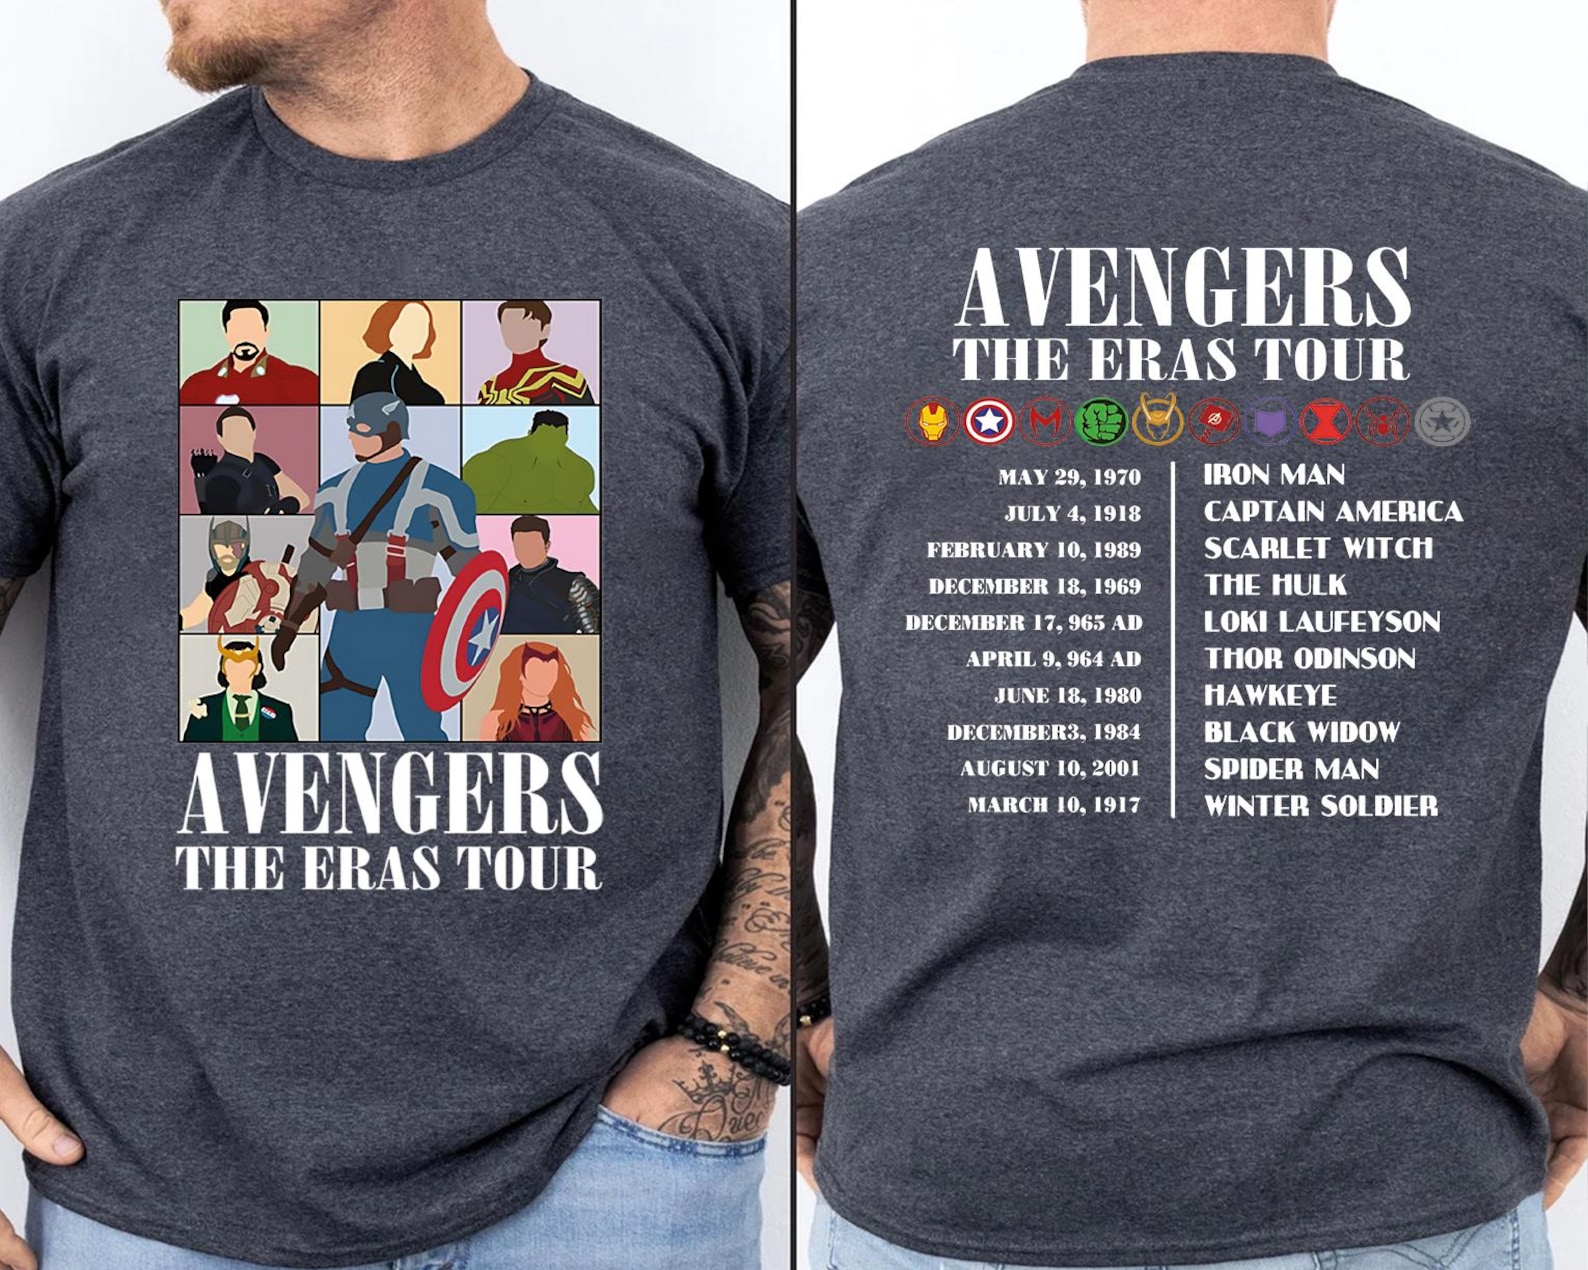 AVENGERS
THE ERAS TOUR
AVENGERS
THE ERAS TOUR
MAY 29, 1970 IRON MAN
JULY 4, 1918 CAPTAIN AMERICA
FEBRUARY 10, 1989 SCARLET WITCH
DECEMBER 18, 1969 THE HULK
DECEMBER 17, 965 AD LOKI LAUFEYSON
APRIL 9, 964 AD THOR ODINSON
JUNE 18, 1980 HAWKEYE
DECEMBER3, 1984 BLACK WIDOW
AUGUST 10, 2001 SPIDER MAN
MARCH 10, 1917 WINTER SOLDIER